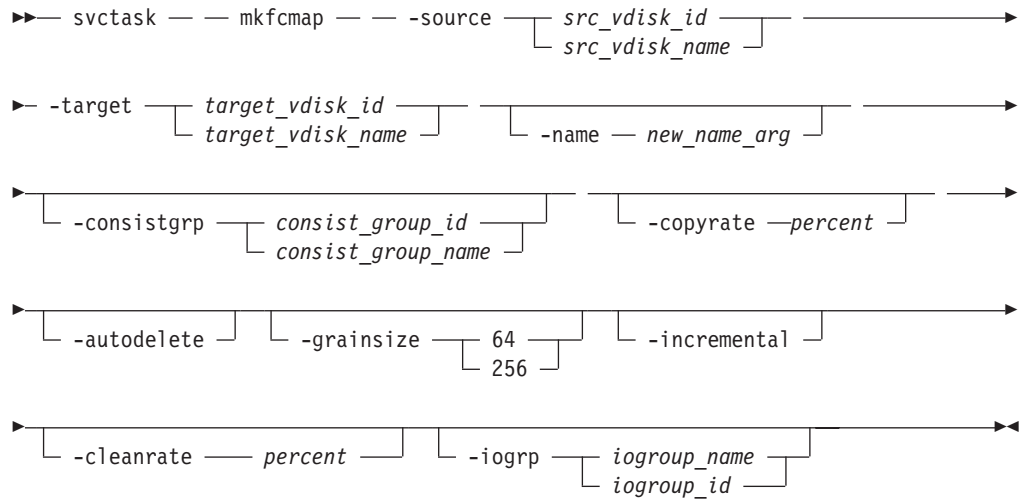 svctask mkfcmap -source src_vdisk_id
src_vdisk_name
-target target_vdisk_id
target_vdisk_name -name new_name_arg
-consistgrp consist_group_id -copyrate percent
consist_group_name
-autodelete -grainsize 64 -incremental
256
-cleanrate percent -iogrp iogroup_name
iogroup_id